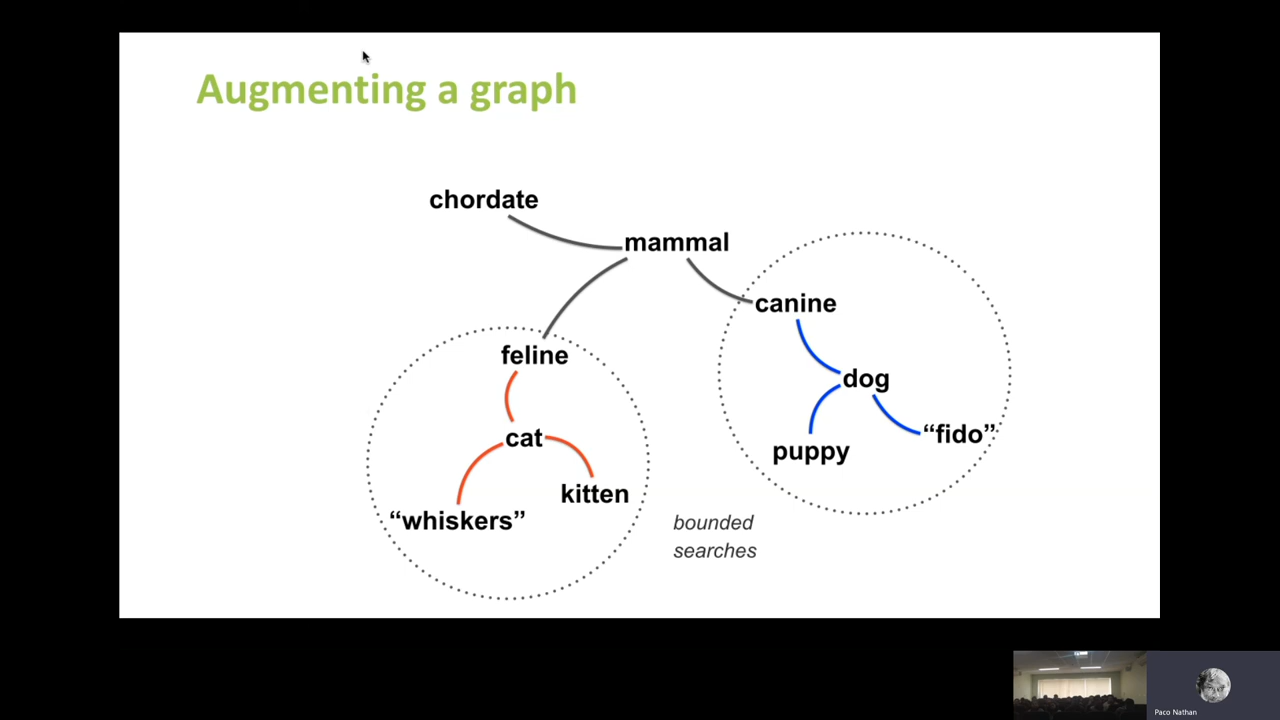 Augmenting a graph
chordate
mammal
canine
feline
dog
cat
“fido”
puppy
kitten
“whiskers”
bounded
searches
Paco Nathan